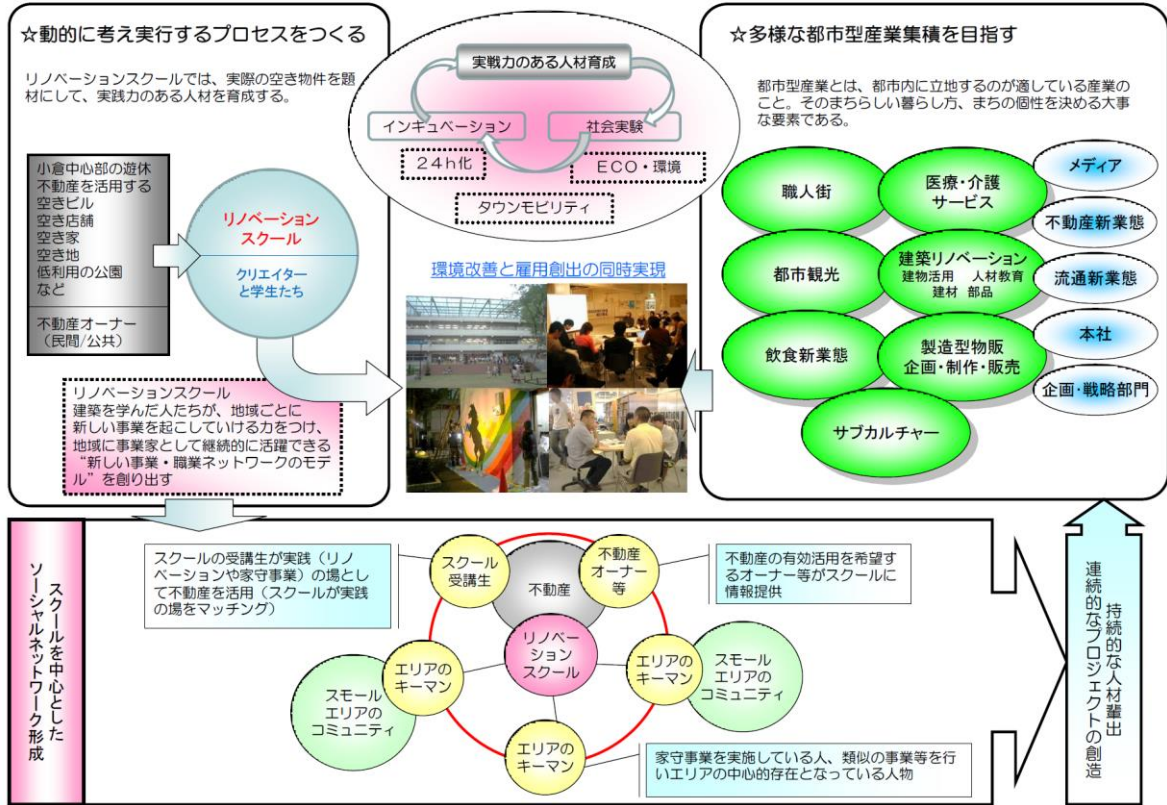 ☆動的に考え実行するプロセスをつくる
リノベーションスクールでは、実際の空き物件を題
材にして、実践力のある人材を育成する。
小倉中心部の遊休
不動産を活用する
空きビル
空き店舗
空き家
空き地
低利用の公園
など
不動産オーナー
（民間/公共）
リノベーション
スクール
クリエイター
と学生たち
リノベーションスクール
建築を学んだ人たちが、地域ごとに
新しい事業を起こしていける力をつけ、
地域に事業家として継続的に活躍できる
“新しい事業・職業ネットワークのモデ
ル”を創り出す
実戦力のある人材育成
インキュベーション
社会実験
24h化
ECO・環境
タウンモビリティ
環境改善と雇用創出の同時実現
☆多様な都市型産業集積を目指す
都市型産業とは、都市内に立地するのが適している産業の
こと。そのまちらしい暮らし方、まちの個性を決める大事
な要素である。
職人街
医療・介護
サービス
都市観光
建築リノベーション
建物活用　人材教育
建材　部品
飲食新業態
製造型物販
企画・制作・販売
サブカルチャー
メディア
不動産新業態
流通新業態
本社
企画・戦略部門
スクールを中心とした
ソーシャルネットワーク形成
スクールの受講生が実践（リノ
ベーションや家守事業）の場とし
て不動産を活用（スクールが実践
の場をマッチング）
スクール
受講生
不動産
不動産
オーナー
等
不動産の有効活用を希望す
るオーナー等がスクールに
情報提供
リノベー
ション
スクール
エリアの
キーマン
スモール
エリアの
コミュニティ
エリアの
キーマン
スモール
エリアの
コミュニティ
エリアの
キーマン
家守事業を実施している人、類似の事業等を行
いエリアの中心的存在となっている人物
持続的な人材輩出
連続的なプロジェクトの創造